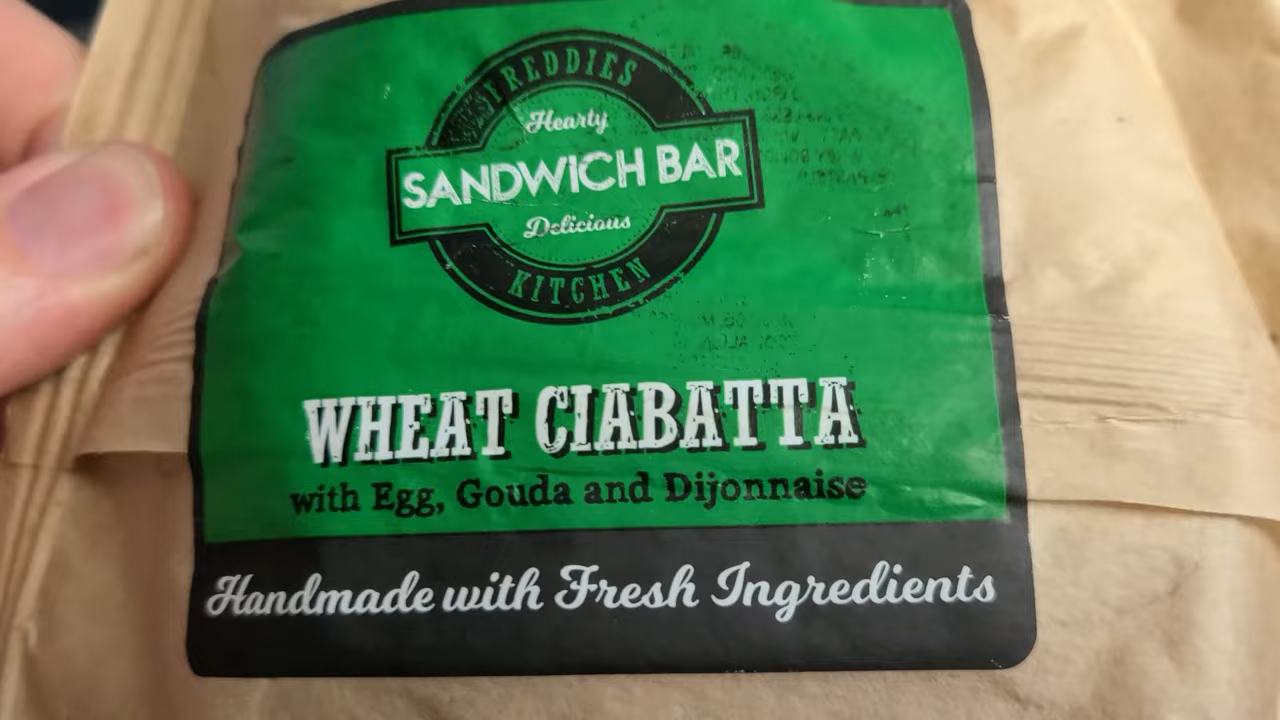 FREDDIES
Hearty
SANDWICH BAR
Delicious
KITCHEN
WHEAT CIABATTA
with Egg, Gouda and Dijonnaise
Handmade with Fresh Ingredients